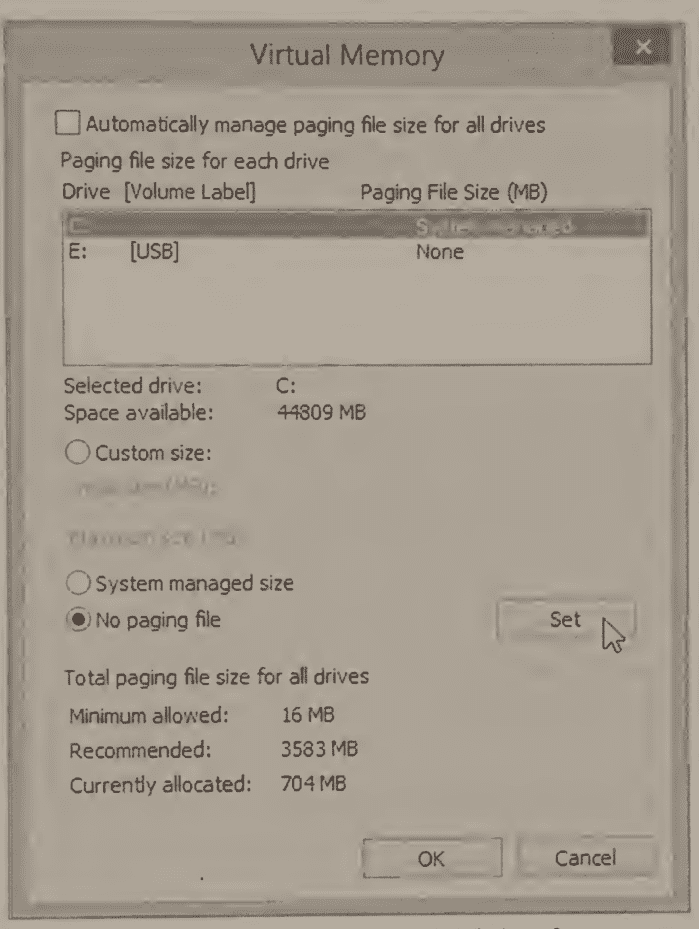 Virtual Memory
Automatically manage paging file size for all drives
Paging file size for each drive
Drive [Volume Label] Paging File Size (MB)
C: System managed
E: [USB] None
Selected drive: C:
Space available: 44809 MB
Custom size:
System managed size
No paging file
Set
Total paging file size for all drives
Minimum allowed: 16 MB
Recommended: 3583 MB
Currently allocated: 704 MB
OK Cancel